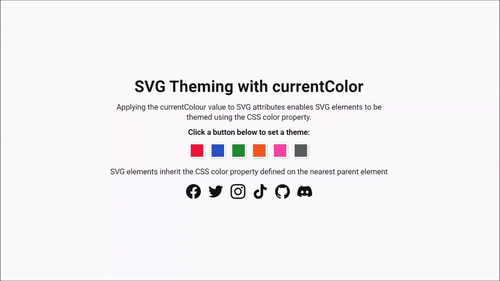 SVG Theming with currentColor
Applying the currentColour value to SVG attributes enables SVG elements to be
themed using the CSS color property.
Click a button below to set a theme:
SVG elements inherit the CSS color property defined on the nearest parent element